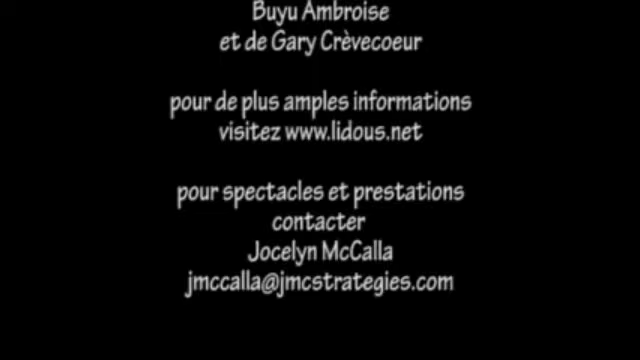 Buyu Ambroise
et de Gary Crèvecoeur
pour de plus amples informations
visitez www.lidous.net
pour spectacles et prestations
contacter
Jocelyn McCalla
jmccalla@jmcstrategies.com